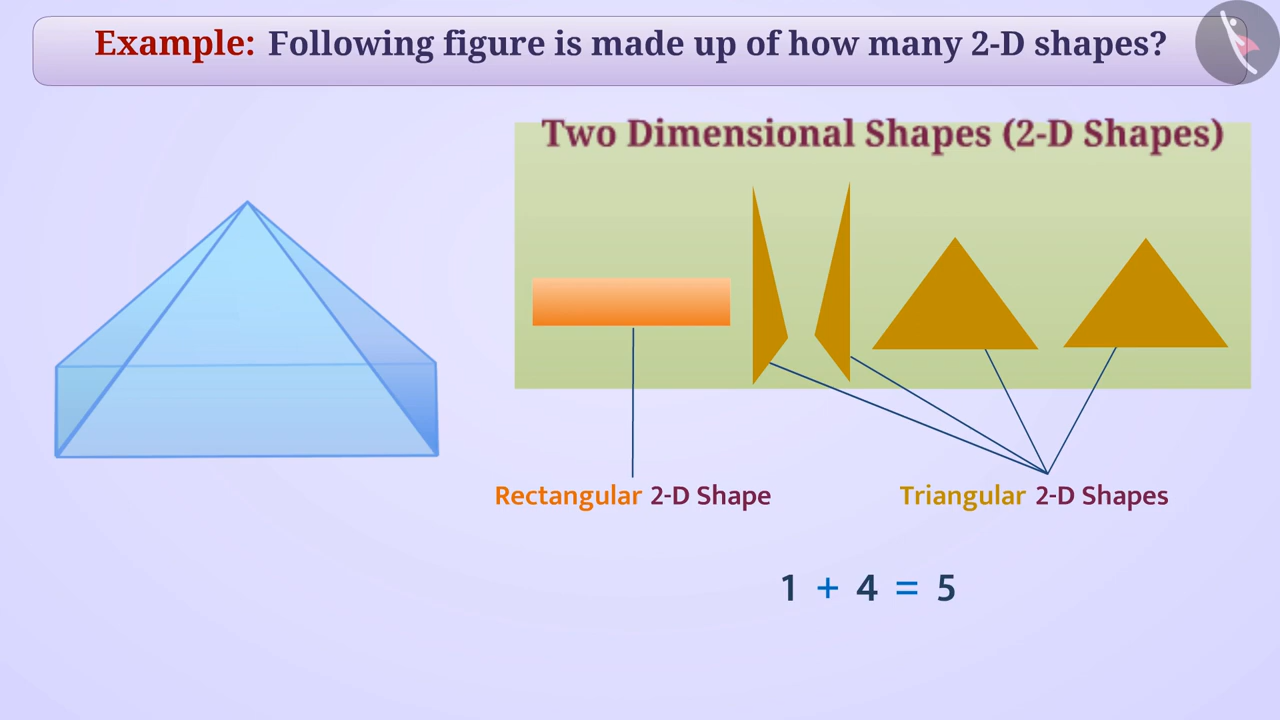 Example: Following figure is made up of how many 2-D shapes?
Two Dimensional Shapes (2-D Shapes)
Rectangular 2-D Shape
Triangular 2-D Shapes
1 + 4 = 5